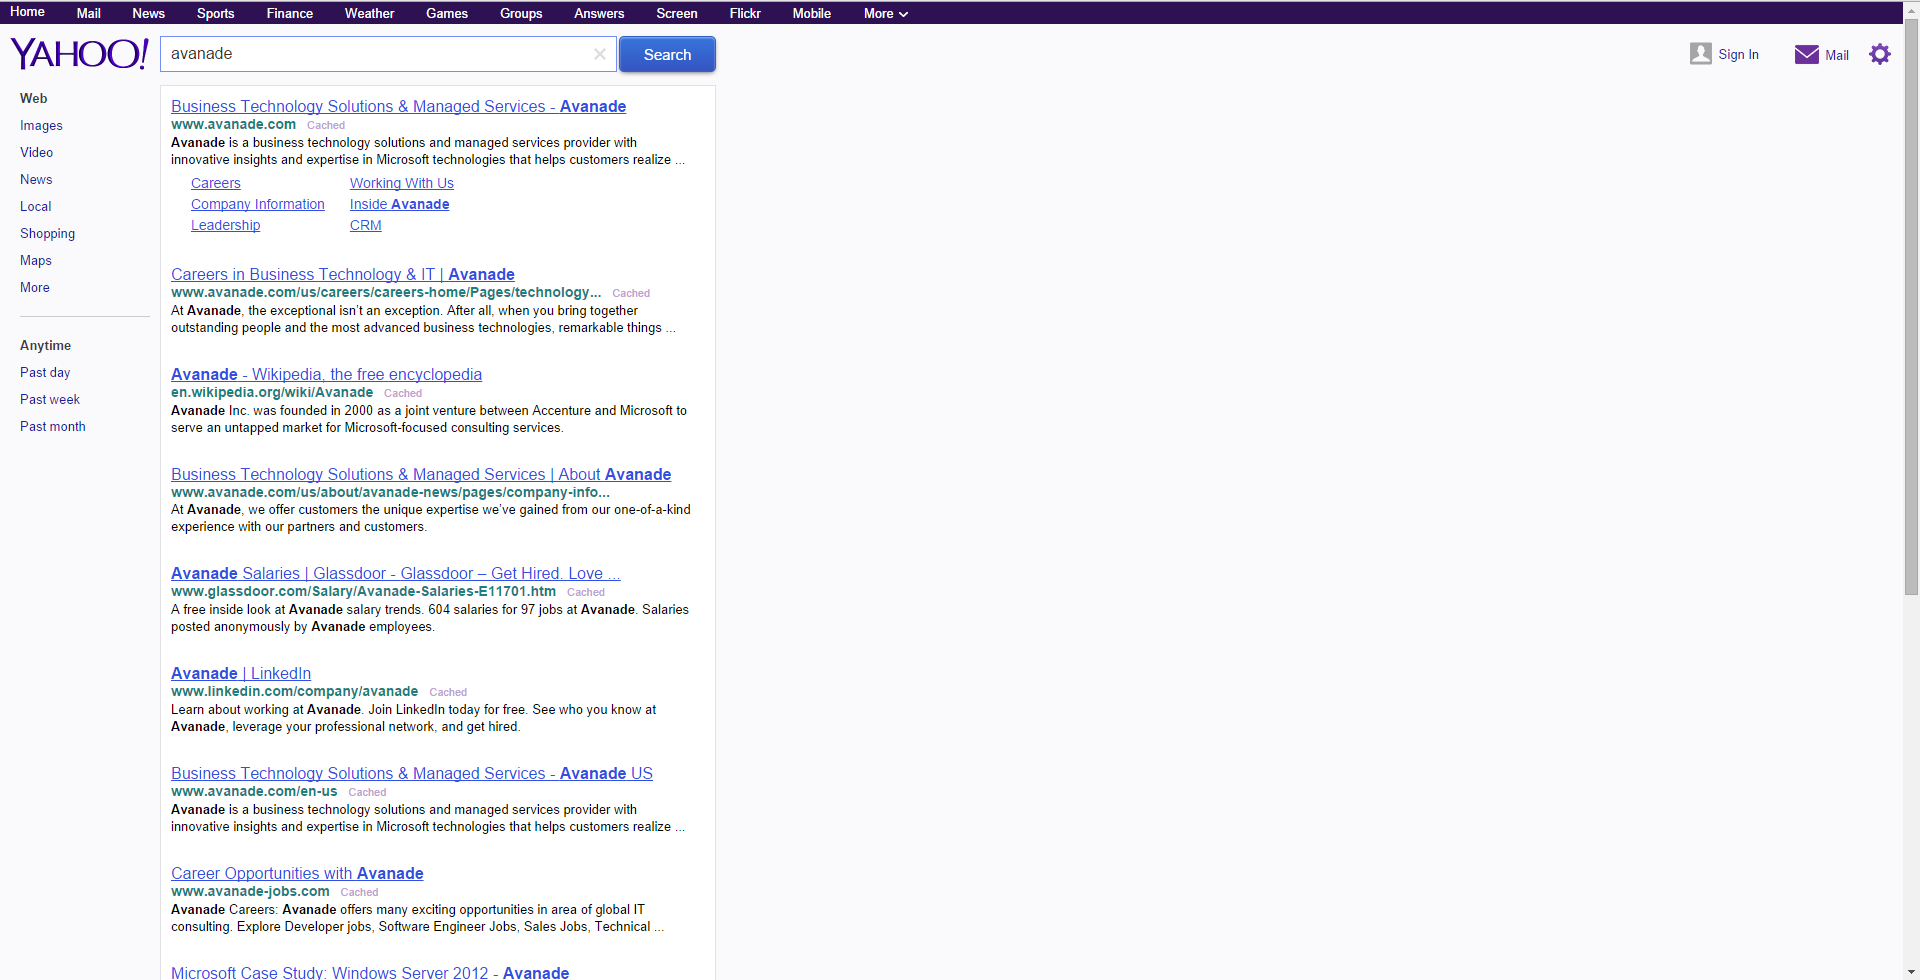 Home Mail News Sports Finance Weather Games Groups Answers Screen Flickr Mobile More
YAHOO! avanade Search Sign In Mail
Web
Images
Video
News
Local
Shopping
Maps
More
Anytime
Past day
Past week
Past month
Business Technology Solutions & Managed Services - Avanade
www.avanade.com Cached
Avanade is a business technology solutions and managed services provider with
innovative insights and expertise in Microsoft technologies that helps customers realize ...
Careers Working With Us
Company Information Inside Avanade
Leadership CRM
Careers in Business Technology & IT | Avanade
www.avanade.com/us/careers/careers-home/Pages/technology... Cached
At Avanade, the exceptional isn't an exception. After all, when you bring together
outstanding people and the most advanced business technologies, remarkable things ...
Avanade - Wikipedia, the free encyclopedia
en.wikipedia.org/wiki/Avanade Cached
Avanade Inc. was founded in 2000 as a joint venture between Accenture and Microsoft to
serve an untapped market for Microsoft-focused consulting services.
Business Technology Solutions & Managed Services | About Avanade
www.avanade.com/us/about/avanade-news/pages/company-info...
At Avanade, we offer customers the unique expertise we've gained from our one-of-a-kind
experience with our partners and customers.
Avanade Salaries | Glassdoor - Glassdoor – Get Hired. Love ...
www.glassdoor.com/Salary/Avanade-Salaries-E11701.htm Cached
A free inside look at Avanade salary trends. 604 salaries for 97 jobs at Avanade. Salaries
posted anonymously by Avanade employees.
Avanade | LinkedIn
www.linkedin.com/company/avanade Cached
Learn about working at Avanade. Join LinkedIn today for free. See who you know at
Avanade, leverage your professional network, and get hired.
Business Technology Solutions & Managed Services - Avanade US
www.avanade.com/en-us Cached
Avanade is a business technology solutions and managed services provider with
innovative insights and expertise in Microsoft technologies that helps customers realize ...
Career Opportunities with Avanade
www.avanade-jobs.com Cached
Avanade Careers: Avanade offers many exciting opportunities in area of global IT
consulting. Explore Developer jobs, Software Engineer Jobs, Sales Jobs, Technical ...
Microsoft Case Study: Windows Server 2012 - Avanade